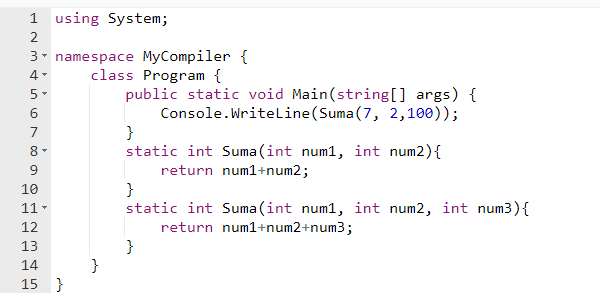 1 using System;
2
3 namespace MyCompiler {
4     class Program {
5         public static void Main(string[] args) {
6             Console.WriteLine(Suma(7, 2,100));
7         }
8         static int Suma(int num1, int num2){
9             return num1+num2;
10         }
11         static int Suma(int num1, int num2, int num3){
12             return num1+num2+num3;
13         }
14     }
15 }